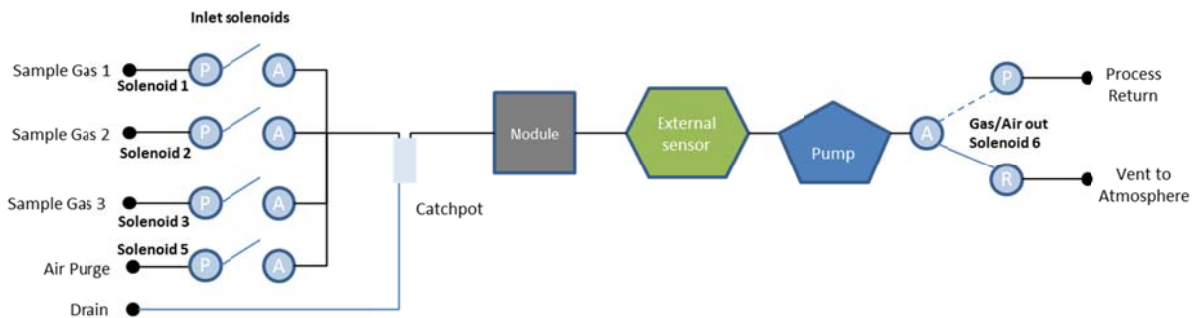 Inlet solenoids
Sample Gas 1
P
A
Solenoid 1
Sample Gas 2
P
A
Solenoid 2
Sample Gas 3
P
A
Solenoid 3
Solenoid 5
Air Purge
P
A
Drain
Catchpot
Nodule
External
sensor
Pump
A
P
Process
Return
Gas/Air out
Solenoid 6
R
Vent to
Atmosphere